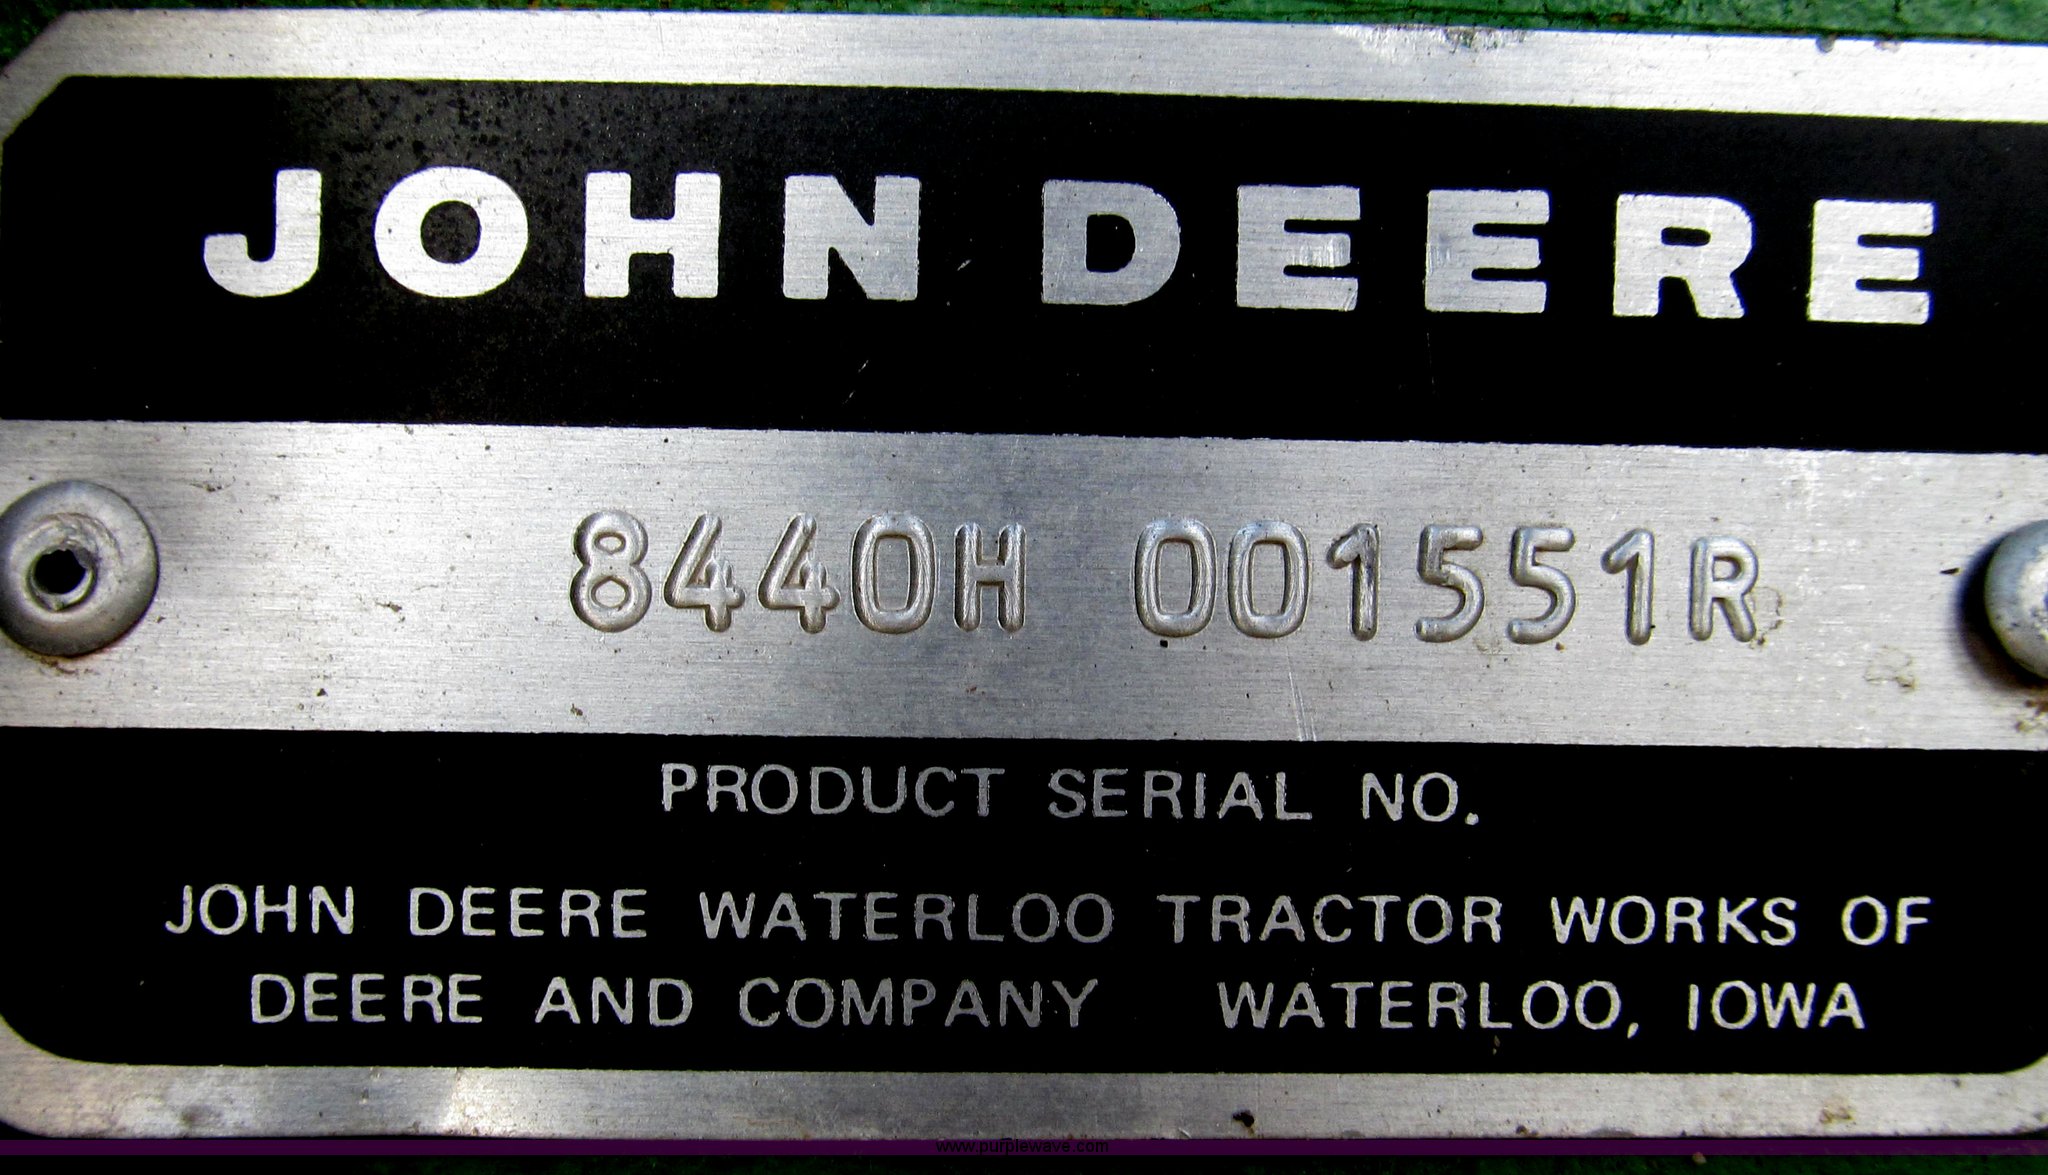 JOHN DEERE
8440H 001551R
PRODUCT SERIAL NO.
JOHN DEERE WATERLOO TRACTOR WORKS OF
DEERE AND COMPANY WATERLOO, IOWA
www.purplewave.com